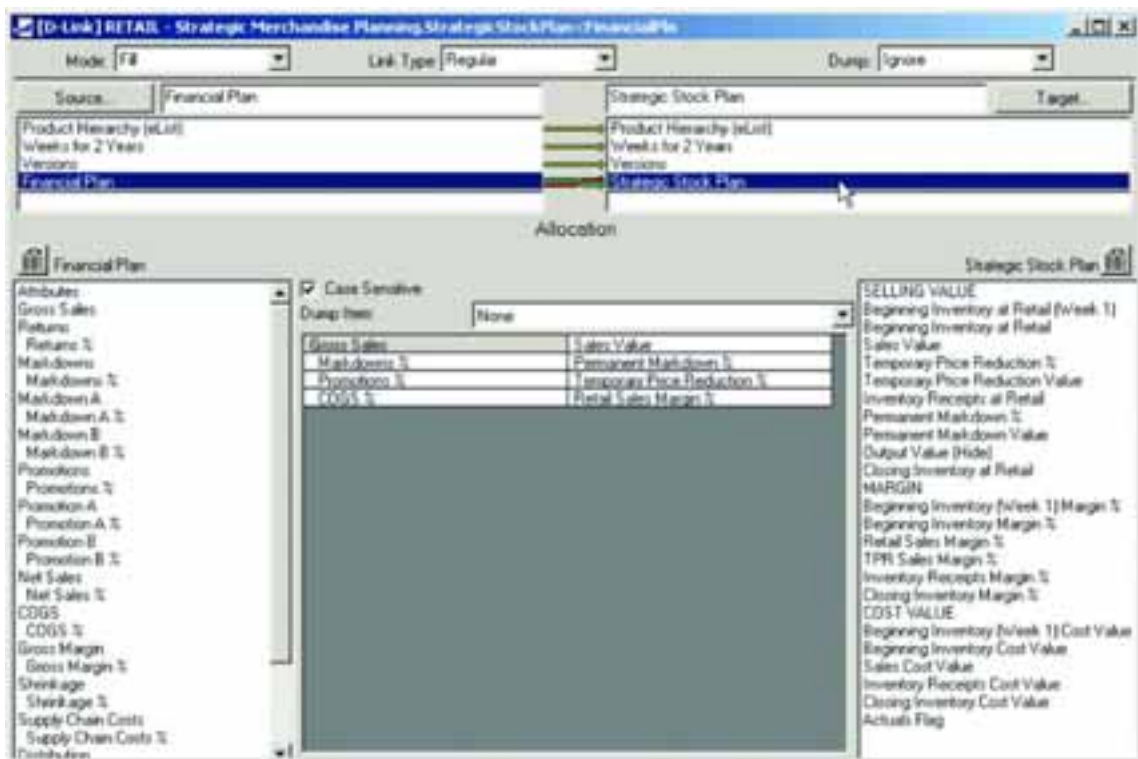 [D-Link] RETAIL - Strategic Merchandise Planning.StrategicStockPlan<FinancialPln
Mode: Fill
Link Type Regular
Dump: Ignore
Source...
Financial Plan
Strategic Stock Plan
Target...
Product Hierarchy (eList)
Product Hierarchy (eList)
Weeks for 2 Years
Weeks for 2 Years
Versions
Versions
Financial Plan
Strategic Stock Plan
Allocation
Financial Plan
Strategic Stock Plan
Attributes
Gross Sales
Returns
Returns %
Markdowns
Markdowns %
Markdown A
Markdown A %
Markdown B
Markdown B %
Promotions
Promotions %
Promotion A
Promotion A %
Promotion B
Promotion B %
Net Sales
Net Sales %
COGS
COGS %
Gross Margin
Gross Margin %
Shrinkage
Shrinkage %
Supply Chain Costs
Supply Chain Costs %
Distribution
Case Sensitive
Dump Item:
None
Gross Sales
Sales Value
Markdowns %
Permanent Markdown %
Promotions %
Temporary Price Reduction %
COGS %
Retail Sales Margin %
SELLING VALUE
Beginning Inventory at Retail (Week 1)
Beginning Inventory at Retail
Sales Value
Temporary Price Reduction %
Temporary Price Reduction Value
Inventory Receipts at Retail
Permanent Markdown %
Permanent Markdown Value
Output Value (Hide)
Closing Inventory at Retail
MARGIN
Beginning Inventory (Week 1) Margin %
Beginning Inventory Margin %
Retail Sales Margin %
TPR Sales Margin %
Inventory Receipts Margin %
Closing Inventory Margin %
COST VALUE
Beginning Inventory (Week 1) Cost Value
Beginning Inventory Cost Value
Sales Cost Value
Inventory Receipts Cost Value
Closing Inventory Cost Value
Actuals Flag